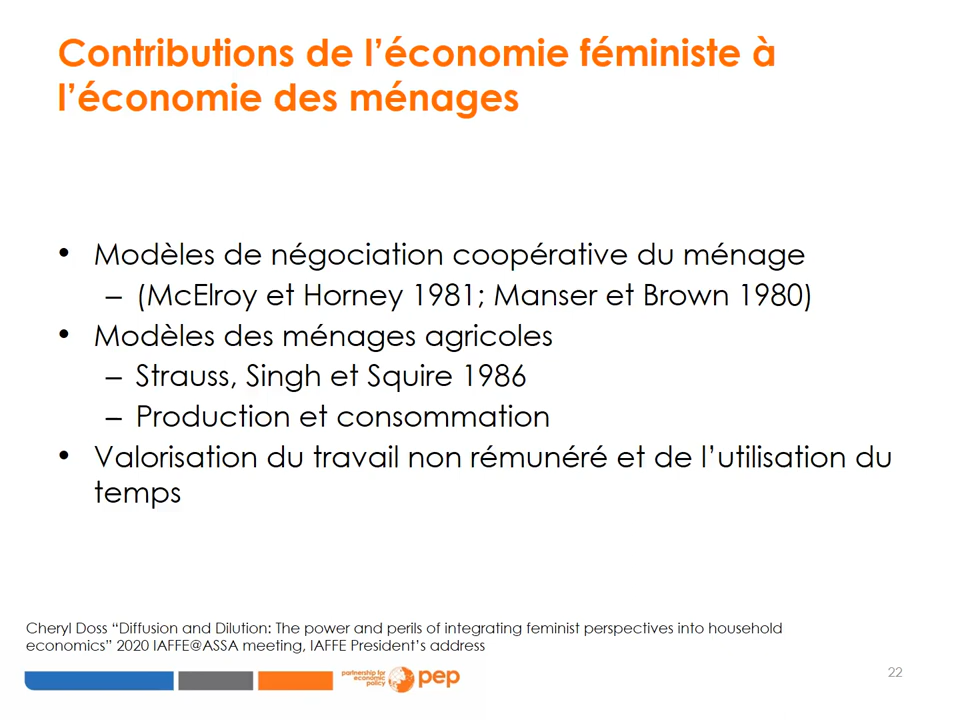 Contributions de l’économie féministe à
l’économie des ménages
• Modèles de négociation coopérative du ménage
– (McElroy et Horney 1981; Manser et Brown 1980)
• Modèles des ménages agricoles
– Strauss, Singh et Squire 1986
– Production et consommation
• Valorisation du travail non rémunéré et de l’utilisation du
temps
Cheryl Doss “Diffusion and Dilution: The power and perils of integrating feminist perspectives into household
economics” 2020 IAFFE@ASSA meeting, IAFFE President’s address
partnership for
economic
policy
pep
22